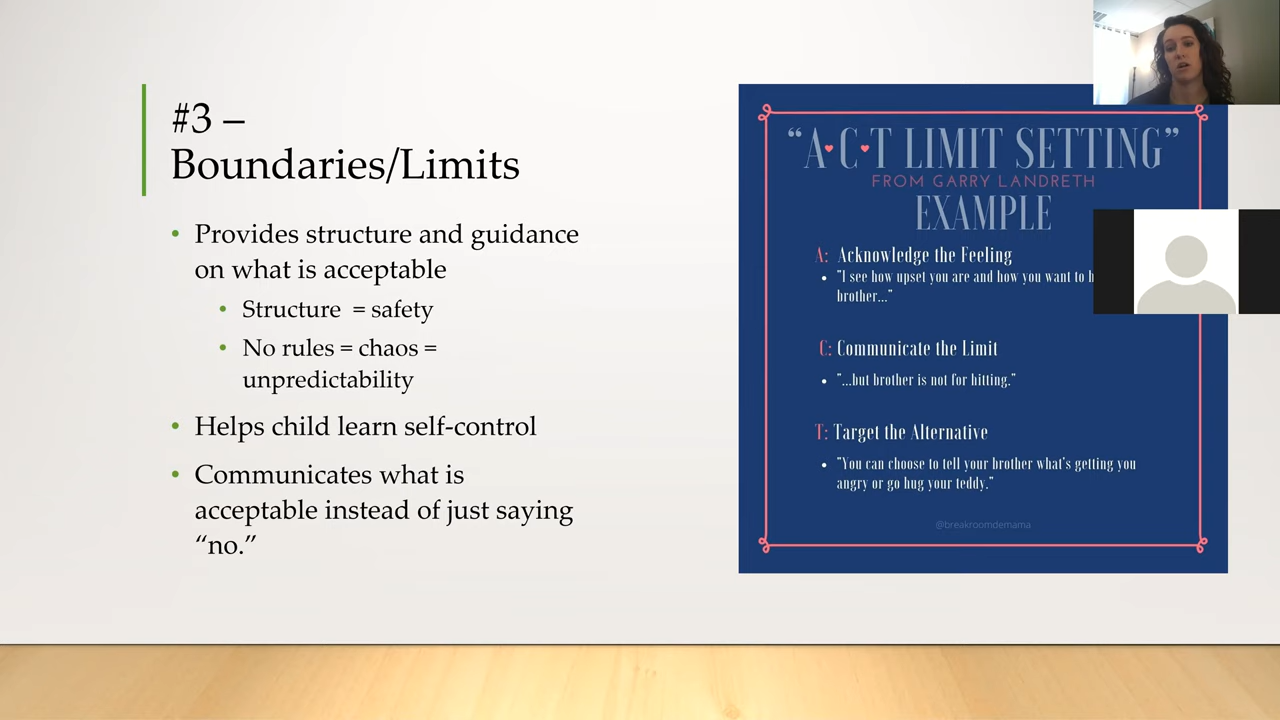 #3 –
Boundaries/Limits
• Provides structure and guidance
on what is acceptable
• Structure = safety
• No rules = chaos =
unpredictability
• Helps child learn self-control
• Communicates what is
acceptable instead of just saying
“no.”
“A♥C♥T LIMIT SETTING”
FROM GARRY LANDRETH
EXAMPLE
A: Acknowledge the Feeling
• "I see how upset you are and how you want to
brother..."
C: Communicate the Limit
• "...but brother is not for hitting."
T: Target the Alternative
• "You can choose to tell your brother what's getting you
angry or go hug your teddy."
@breakroomdemama